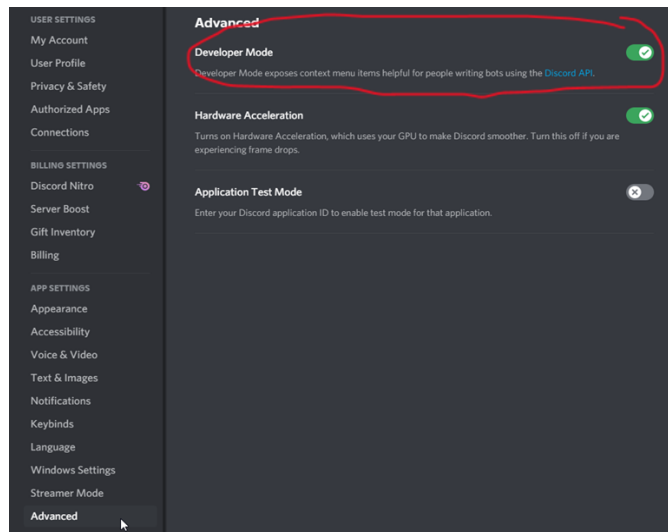 USER SETTINGS
My Account
User Profile
Privacy & Safety
Authorized Apps
Connections
BILLING SETTINGS
Discord Nitro
Server Boost
Gift Inventory
Billing
APP SETTINGS
Appearance
Accessibility
Voice & Video
Text & Images
Notifications
Keybinds
Language
Windows Settings
Streamer Mode
Advanced
Advanced
Developer Mode
Developer Mode exposes context menu items helpful for people writing bots using the Discord API.
Hardware Acceleration
Turns on Hardware Acceleration, which uses your GPU to make Discord smoother. Turn this off if you are
experiencing frame drops.
Application Test Mode
Enter your Discord application ID to enable test mode for that application.